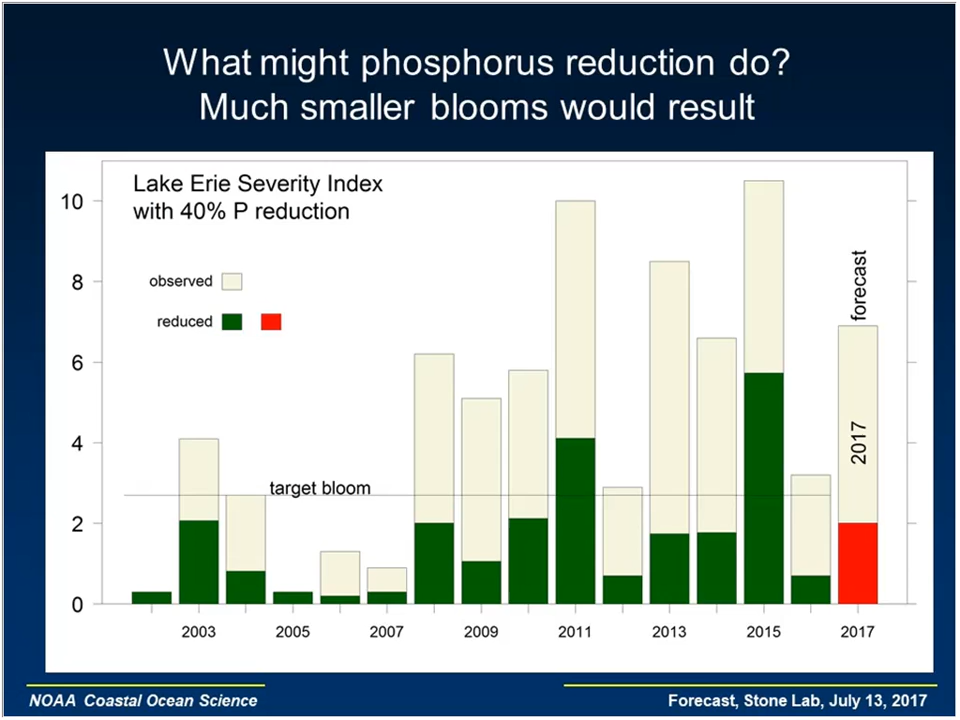 What might phosphorus reduction do?
Much smaller blooms would result
Lake Erie Severity Index
with 40% P reduction
observed
reduced
target bloom
forecast
2017
10
8
6
4
2
0
2003 2005 2007 2009 2011 2013 2015 2017
NOAA Coastal Ocean Science
Forecast, Stone Lab, July 13, 2017